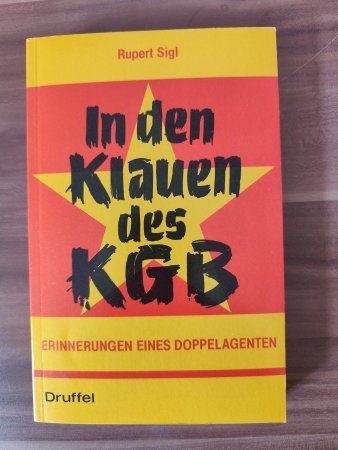 Rupert Sigl
In den
Klauen
des
KGB
ERINNERUNGEN EINES DOPPELAGENTEN
Druffel